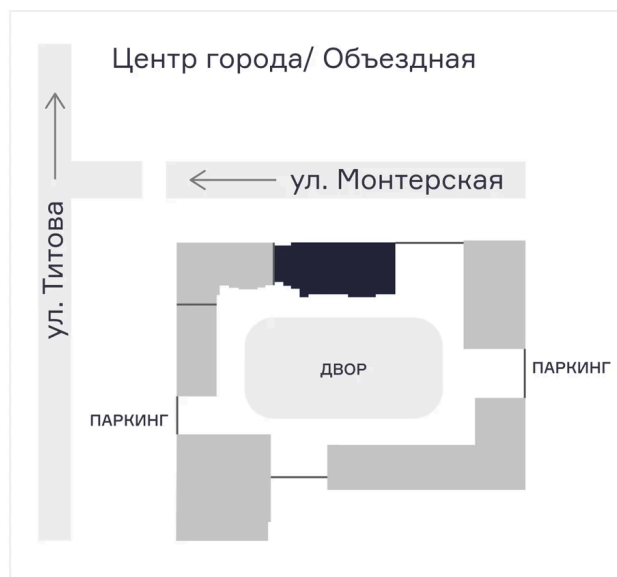 Центр города/ Объездная
ул. Монтерская
ул. Титова
ДВОР
ПАРКИНГ
ПАРКИНГ